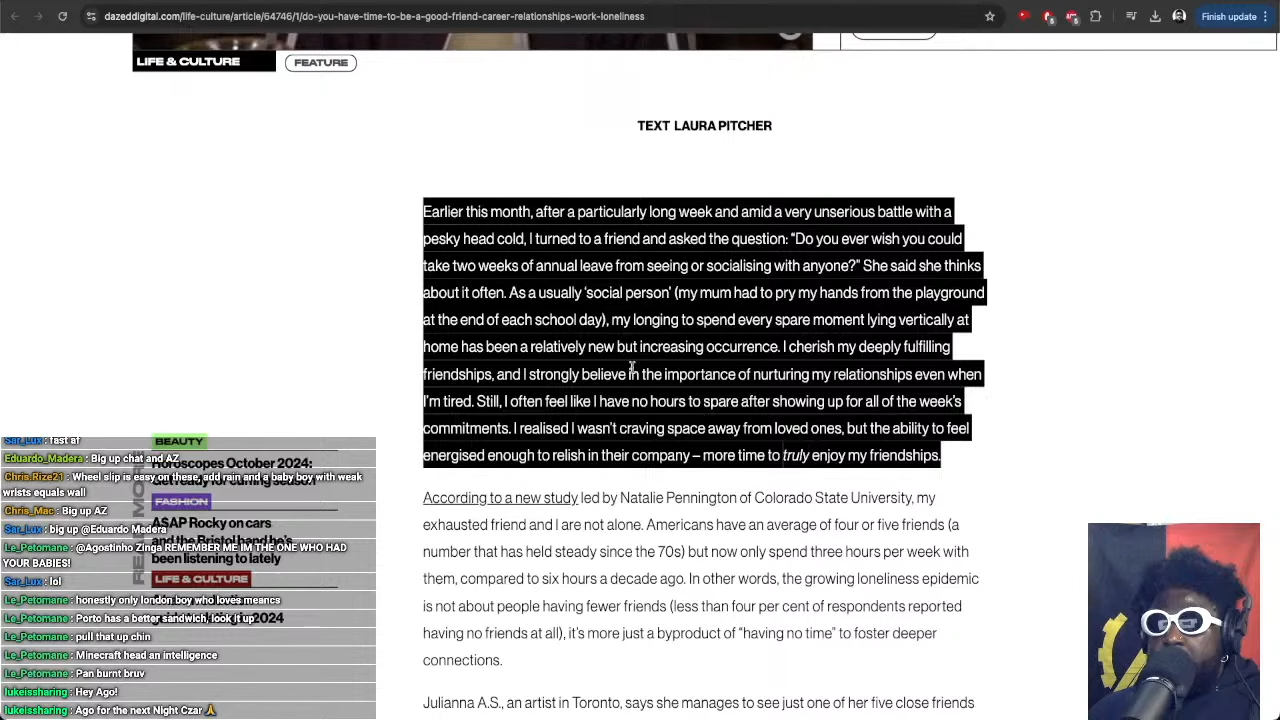 dazeddigital.com/life-culture/article/64746/1/do-you-have-time-to-be-a-good-friend-career-relationships-work-loneliness
Finish update
LIFE & CULTURE
FEATURE
TEXT LAURA PITCHER
Earlier this month, after a particularly long week and amid a very unserious battle with a
pesky head cold, I turned to a friend and asked the question: “Do you ever wish you could
take two weeks of annual leave from seeing or socialising with anyone?” She said she thinks
about it often. As a usually ‘social person’ (my mum had to pry my hands from the playground
at the end of each school day), my longing to spend every spare moment lying vertically at
home has been a relatively new but increasing occurrence. I cherish my deeply fulfilling
friendships, and I strongly believe in the importance of nurturing my relationships even when
I’m tired. Still, I often feel like I have no hours to spare after showing up for all of the week’s
commitments. I realised I wasn’t craving space away from loved ones, but the ability to feel
energised enough to relish in their company – more time to truly enjoy my friendships.
According to a new study led by Natalie Pennington of Colorado State University, my
exhausted friend and I are not alone. Americans have an average of four or five friends (a
number that has held steady since the 70s) but now only spend three hours per week with
them, compared to six hours a decade ago. In other words, the growing loneliness epidemic
is not about people having fewer friends (less than four per cent of respondents reported
having no friends at all), it’s more just a byproduct of “having no time” to foster deeper
connections.
Julianna A.S., an artist in Toronto, says she manages to see just one of her five close friends
BEAUTY
Horoscopes October 2024:
FASHION
ASAP Rocky on cars
and the Bristol band he's
been listening to lately
LIFE & CULTURE
2024
Sar_Lux : fast af
Eduardo_Madera : Big up chat and AZ
Chris.Rize21 : Wheel slip is easy on these, add rain and a baby boy with weak
wrists equals wall
Chris_Mac : Big up AZ
Sar_Lux : big up @Eduardo Madera
Le_Petomane : @Agostinho Zinga REMEMBER ME IM THE ONE WHO HAD
YOUR BABIES!
Sar_Lux : lol
Le_Petomane : honestly only london boy who loves meancs
Le_Petomane : Porto has a better sandwich, look it up
Le_Petomane : pull that up chin
Le_Petomane : Minecraft head an intelligence
Le_Petomane : Pan burnt bruv
lukeissharing : Hey Ago!
lukeissharing : Ago for the next Night Czar 🙏